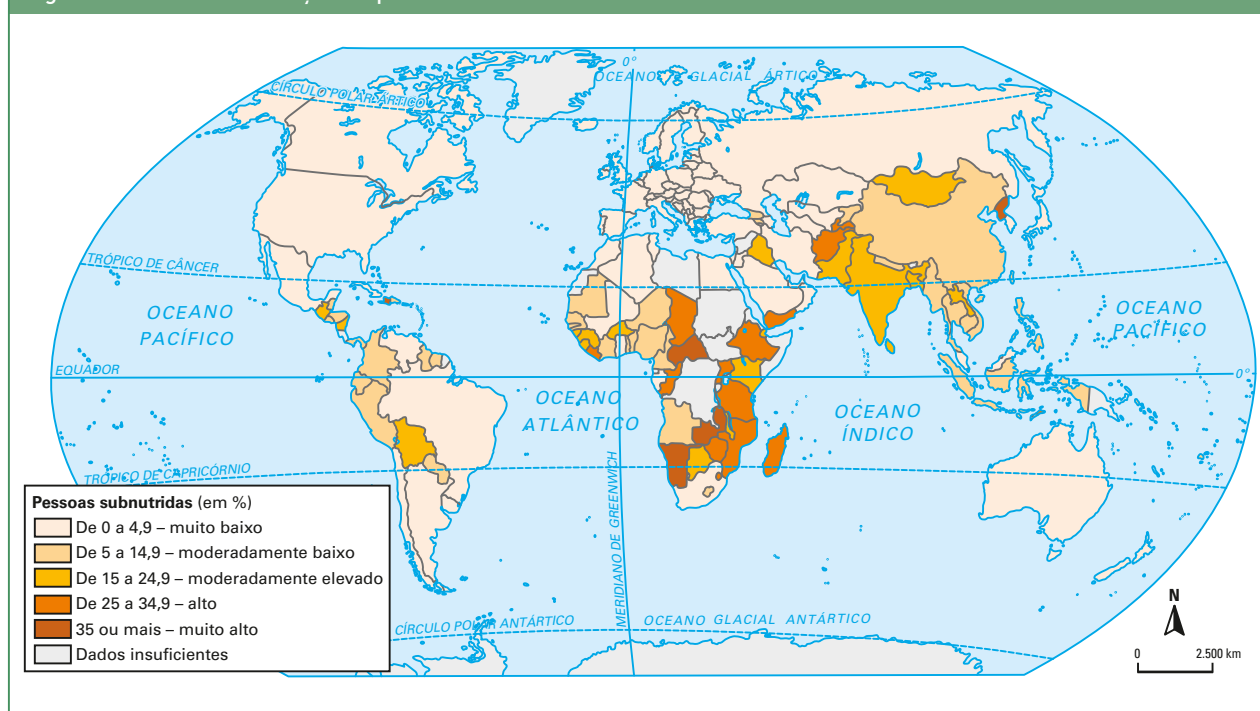 0°
OCEANO GLACIAL ÁRTICO
CÍRCULO POLAR ÁRTICO
TRÓPICO DE CÂNCER
OCEANO
PACÍFICO
OCEANO
PACÍFICO
EQUADOR
0°
OCEANO
ATLÂNTICO
OCEANO
ÍNDICO
TRÓPICO DE CAPRICÓRNIO
MERIDIANO DE GREENWICH
Pessoas subnutridas (em %)
De 0 a 4,9 – muito baixo
De 5 a 14,9 – moderadamente baixo
De 15 a 24,9 – moderadamente elevado
De 25 a 34,9 – alto
35 ou mais – muito alto
Dados insuficientes
CÍRCULO POLAR ANTÁRTICO
OCEANO GLACIAL ANTÁRTICO
N
0
2.500 km